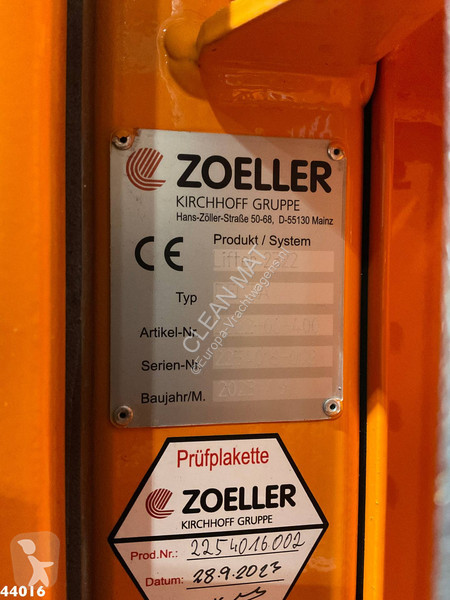 ZOELLER
KIRCHHOFF GRUPPE
Hans-Zöller-Straße 50-68, D-55130 Mainz
CE
Produkt / System
Typ
Artikel-Nr.
Serien-Nr.
Baujahr/M.
CLEAN MAT
© Europa-Vrachtwagens.nl
Prüfplakette
ZOELLER
KIRCHHOFF GRUPPE
Prod.Nr.: 2254016002
Datum: 28.9.2023
44016